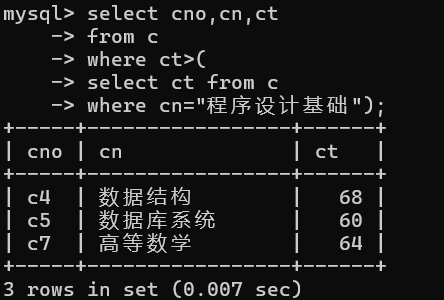 mysql> select cno,cn,ct
    -> from c
    -> where ct>(
    -> select ct from c
    -> where cn="程序设计基础");
+-----+-----------------+------+
| cno | cn              | ct   |
+-----+-----------------+------+
| c4  | 数据结构        |   68 |
| c5  | 数据库系统      |   60 |
| c7  | 高等数学        |   64 |
+-----+-----------------+------+
3 rows in set (0.007 sec)